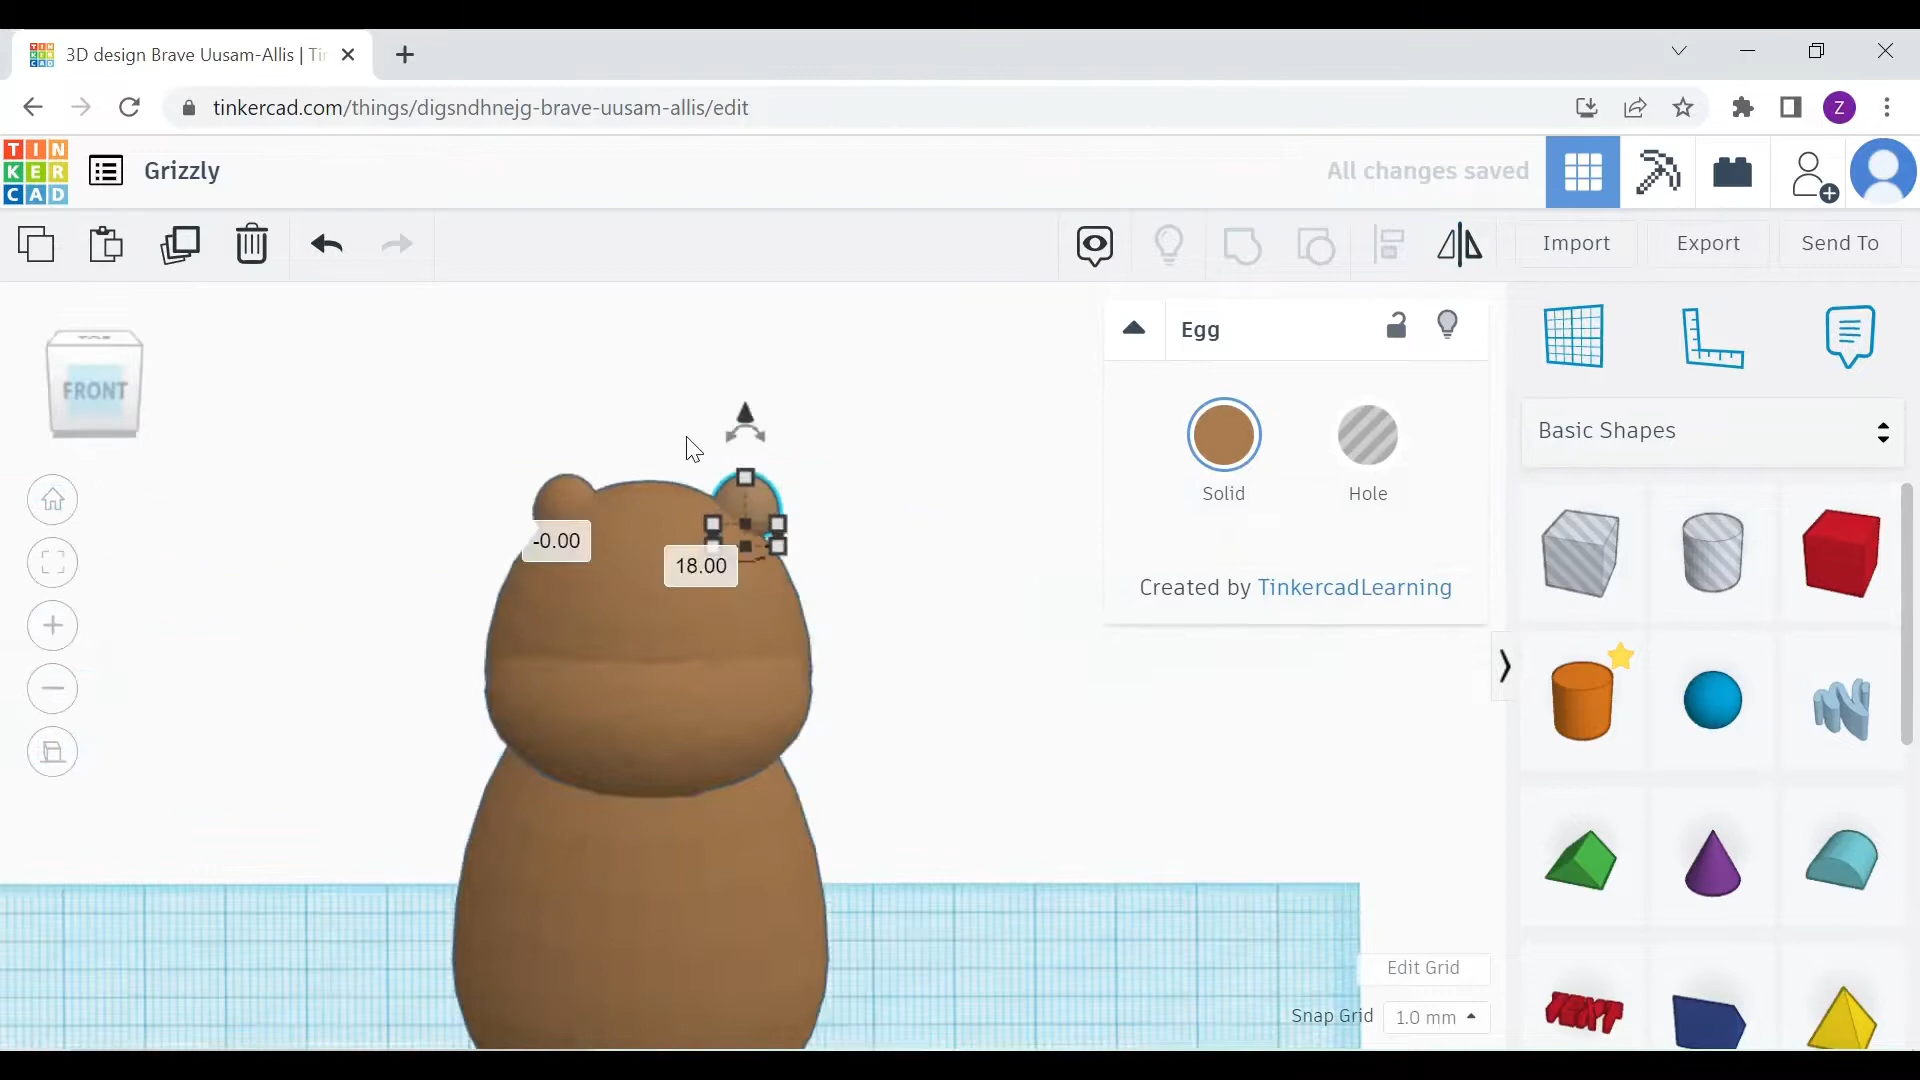 3D design Brave Uusam-Allis | Ti
tinkercad.com/things/digsndhnejg-brave-uusam-allis/edit
Z
TIN
KER
CAD
Grizzly
All changes saved
Import
Export
Send To
Egg
FRONT
Basic Shapes
Solid
Hole
-0.00
18.00
Created by TinkercadLearning
Edit Grid
Snap Grid
1.0 mm
TEXT